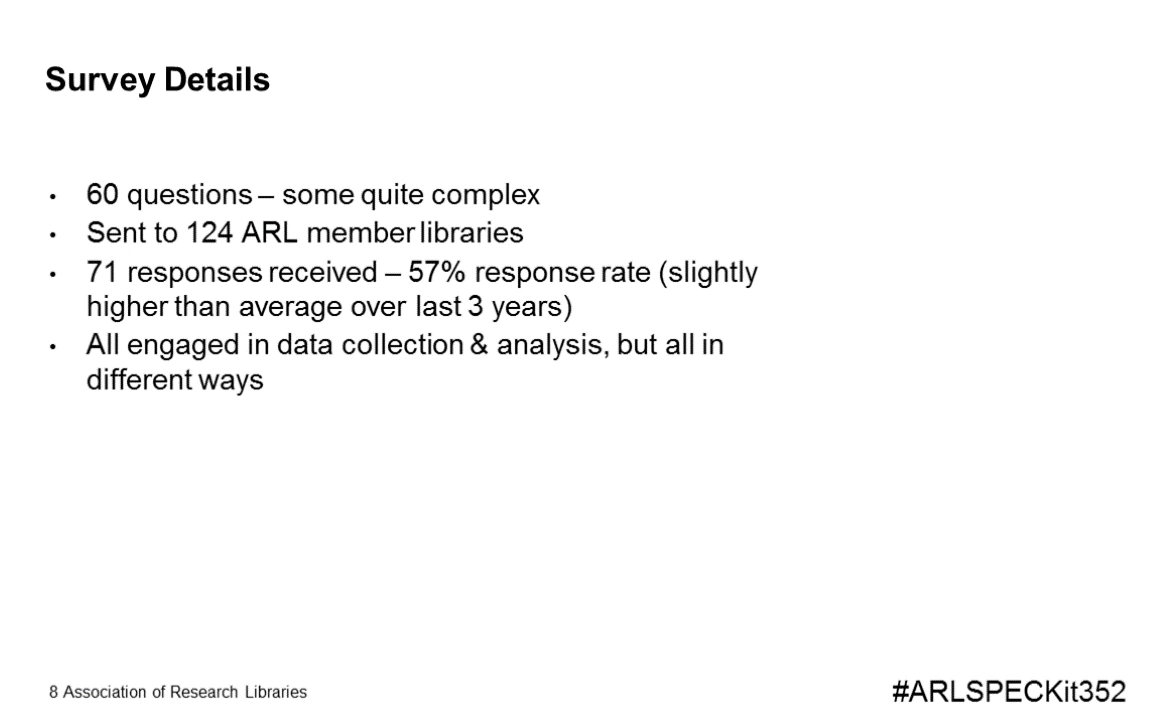 Survey Details
• 60 questions – some quite complex
• Sent to 124 ARL member libraries
• 71 responses received – 57% response rate (slightly
higher than average over last 3 years)
• All engaged in data collection & analysis, but all in
different ways
8 Association of Research Libraries
#ARLSPECKit352